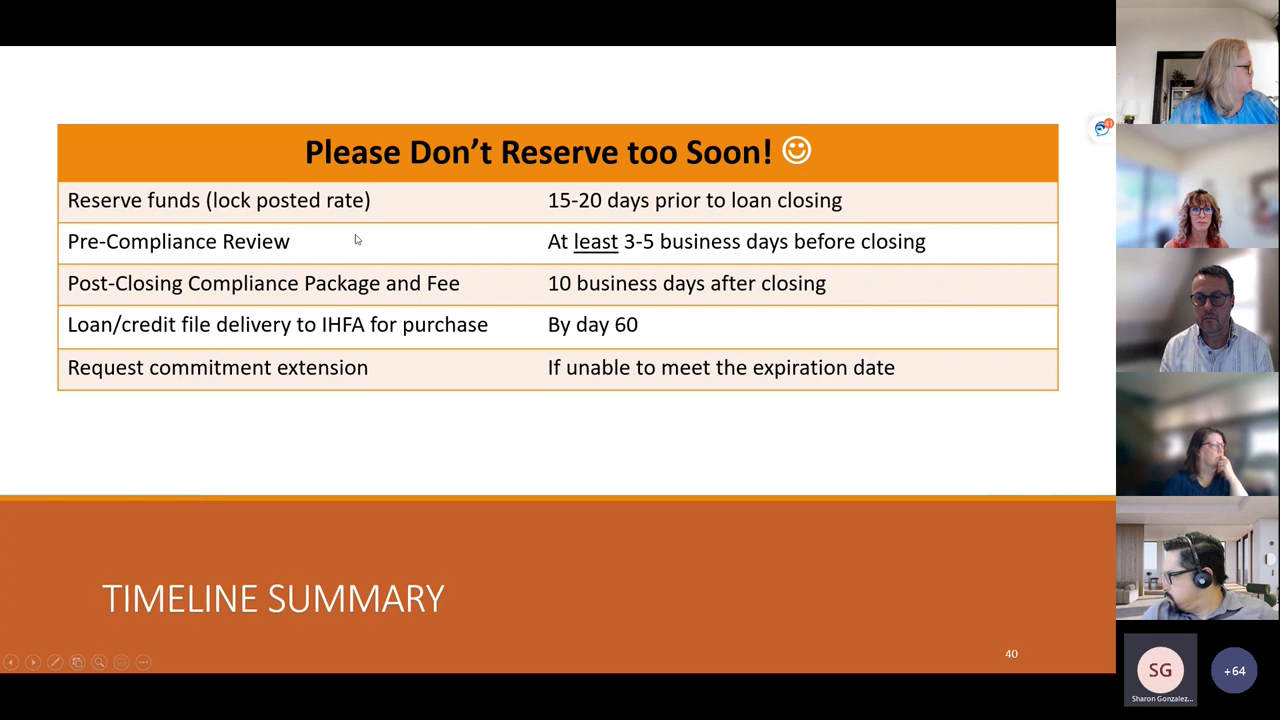 Please Don't Reserve too Soon!
Reserve funds (lock posted rate) 15-20 days prior to loan closing
Pre-Compliance Review At least 3-5 business days before closing
Post-Closing Compliance Package and Fee 10 business days after closing
Loan/credit file delivery to IHFA for purchase By day 60
Request commitment extension If unable to meet the expiration date
TIMELINE SUMMARY
40
SG
Sharon Gonzalez...
+64